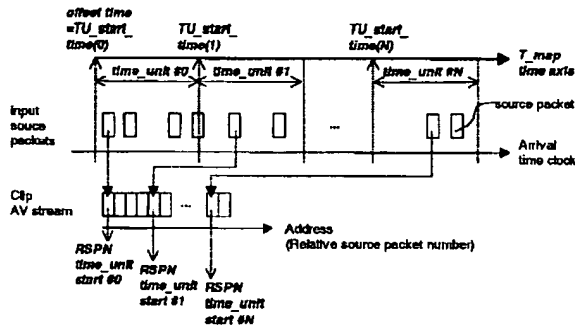 offset time
=TU_start_
time(0)
TU_start_
time(1)
TU_start_
time(N)
T_map
time axis
time_unit #0
time_unit #1
time_unit #N
input
souce
packets
...
source packet
Arrival
time clock
Clip
AV stream
...
Address
(Relative source packet number)
RSPN
time_unit
start #0
RSPN
time_unit
start #1
RSPN
time_unit
start #N